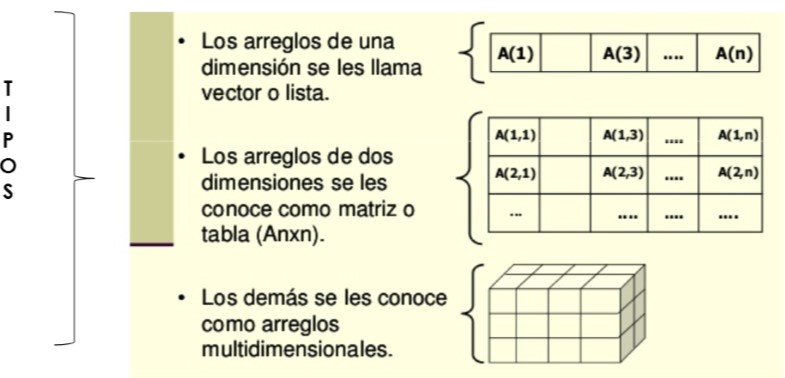 T
I
P
O
S
• Los arreglos de una
dimensión se les llama
vector o lista.
A(1) A(3) .... A(n)
• Los arreglos de dos
dimensiones se les
conoce como matriz o
tabla (Anxn).
A(1,1) A(1,3) .... A(1,n)
A(2,1) A(2,3) .... A(2,n)
... .... .... ....
• Los demás se les conoce
como arreglos
multidimensionales.